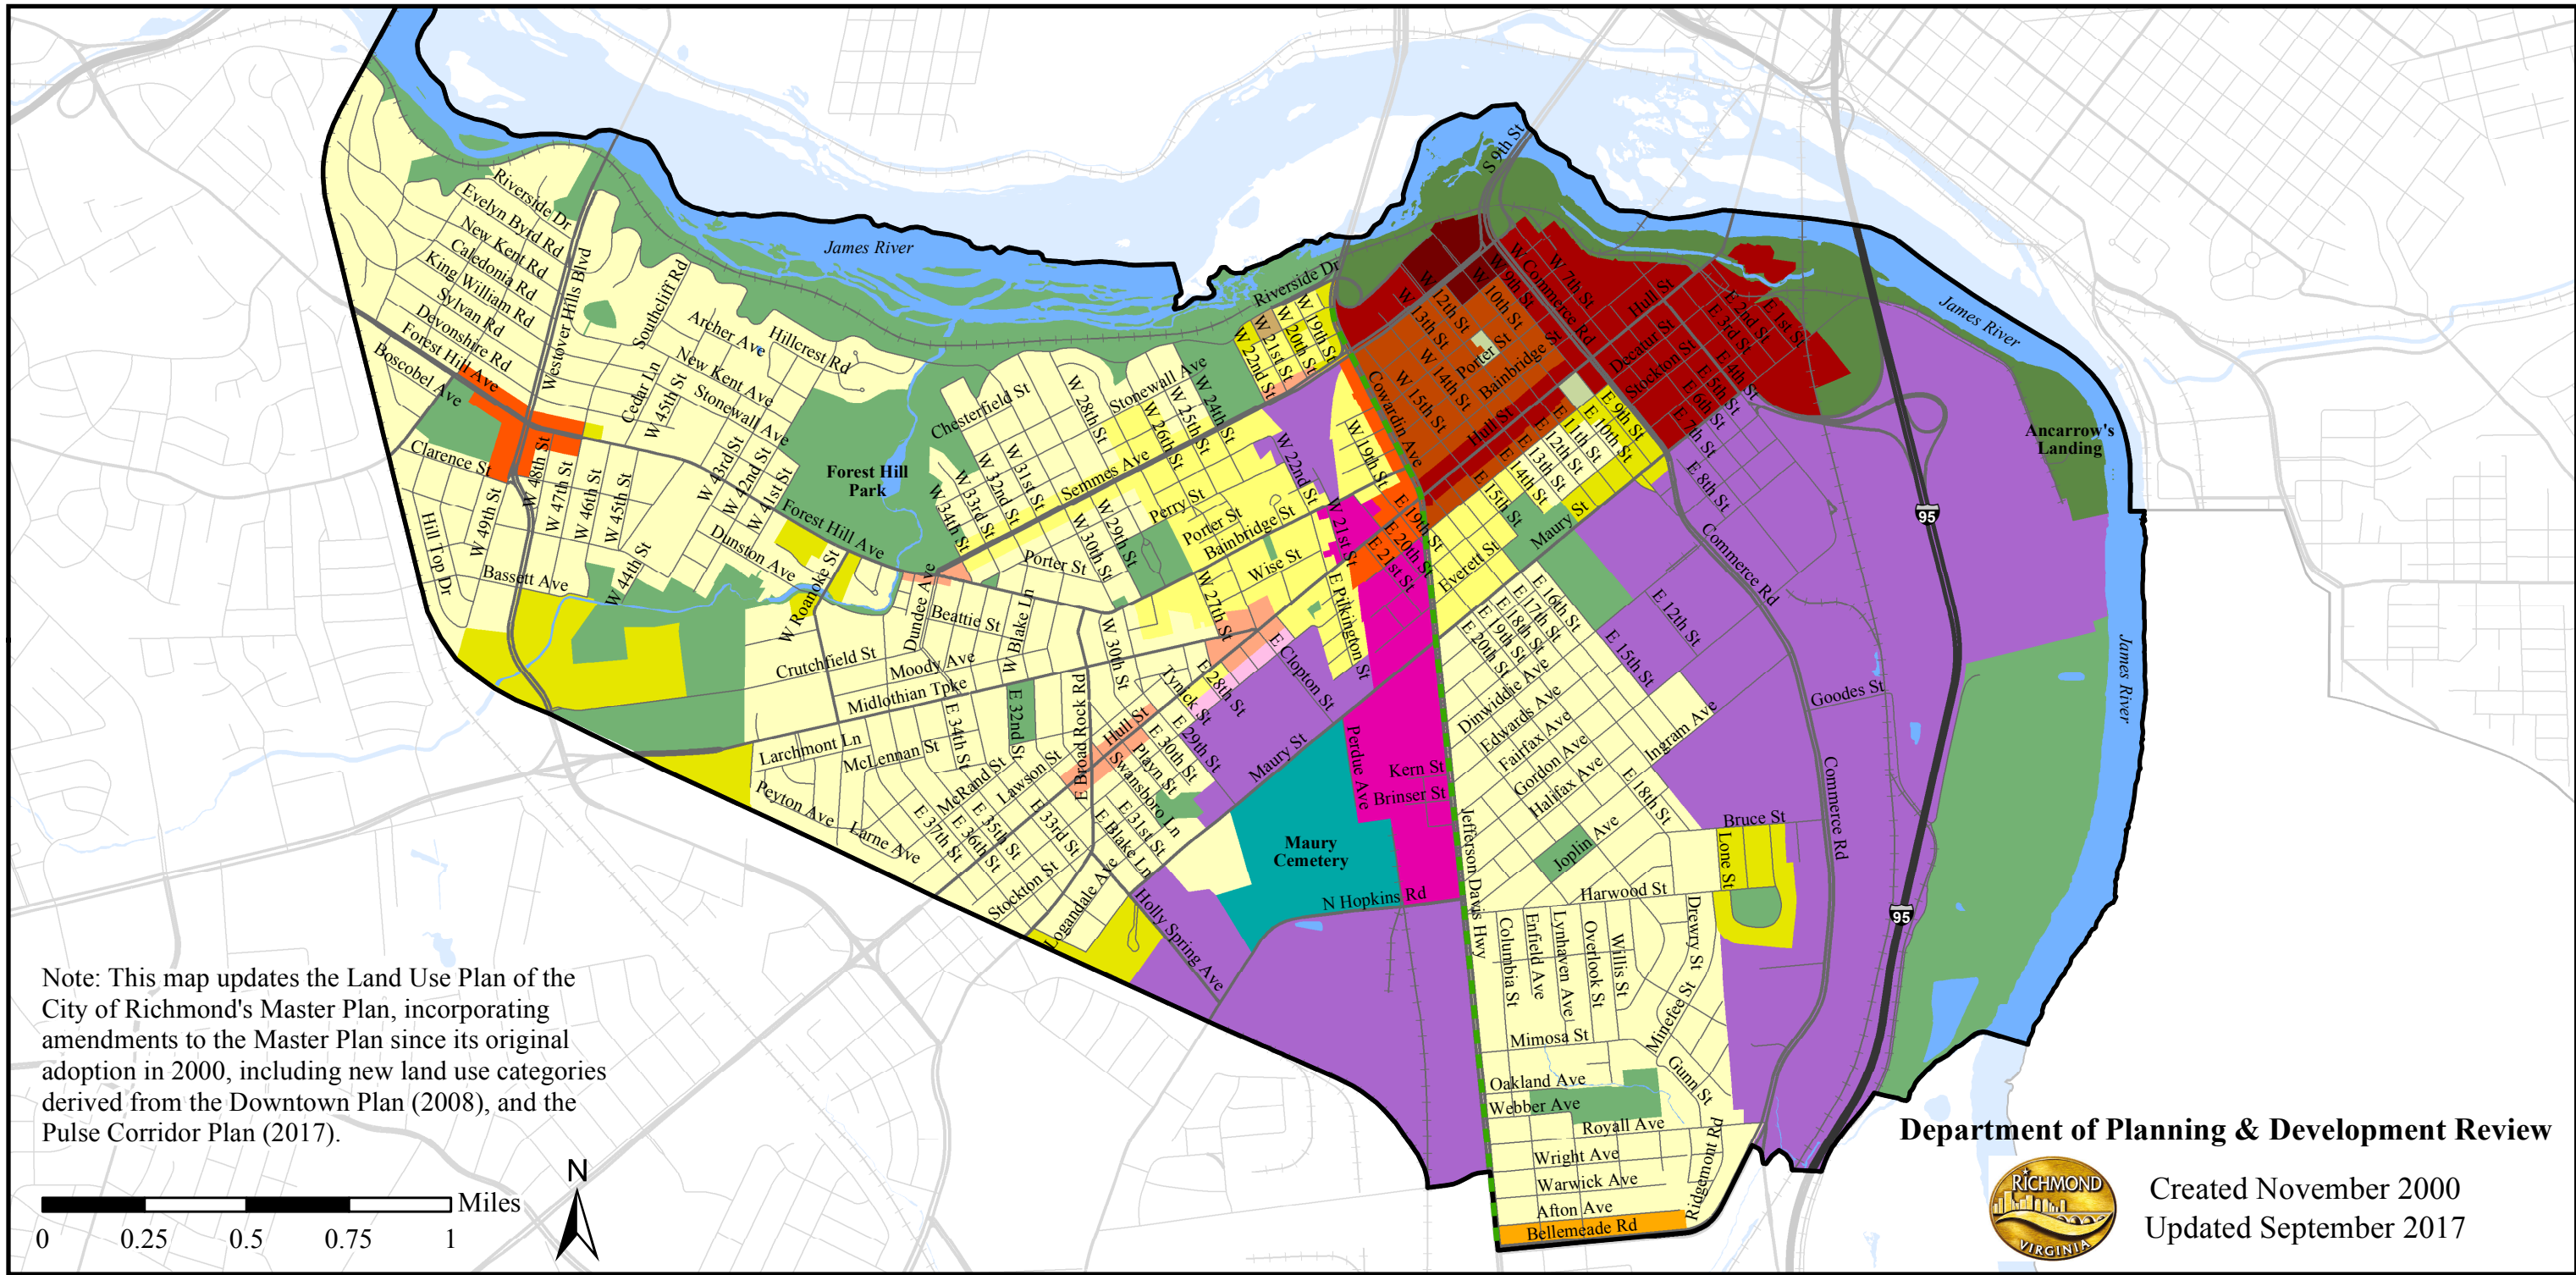 S 9th St
James River
Riverside Dr
Evelyn Byrd Rd
New Kent Rd
Caledonia Rd
King William Rd
Sylvan Rd
Devonshire Rd
Forest Hill Ave
Boscobel Ave
Westover Hills Blvd
Southcliff Rd
Archer Ave
Hillcrest Rd
New Kent Ave
Stonewall Ave
Cedar Ln
W 45th St
W 43rd St
W 42nd St
W 41st St
Forest Hill Ave
Forest Hill
Park
Clarence St
W 49th St
W 48th St
W 47th St
W 46th St
W 45th St
W 44th St
Hill Top Dr
Bassett Ave
Dunston Ave
W Roanoke St
Chesterfield St
W 34th St
W 33rd St
W 32nd St
W 31st St
W 30th St
W 29th St
W 28th St
Stonewall Ave
W 26th St
W 25th St
W 24th St
Semmes Ave
Perry St
Porter St
Bainbridge St
Wise St
W 27th St
Porter St
Riverside Dr
W 22nd St
W 21st St
W 20th St
W 19th St
W 22nd St
W 19th St
W 21st St
Cowardin Ave
W 12th St
W 13th St
W 14th St
W 15th St
W 10th St
W 9th St
W Commerce Rd
W 7th St
Porter St
Bainbridge St
Hull St
Hull St
Decatur St
Stockton St
E 1st St
E 2nd St
E 3rd St
E 4th St
E 5th St
E 6th St
E 7th St
E 8th St
E 9th St
E 10th St
E 11th St
E 12th St
E 13th St
E 14th St
E 15th St
Maury St
Everett St
E 19th St
E 20th St
E 21st St
E Pilkington St
James River
Ancarrow's
Landing
95
Commerce Rd
E 12th St
E 15th St
E 16th St
E 17th St
E 18th St
E 19th St
E 20th St
Dinwiddie Ave
Edwards Ave
Fairfax Ave
Gordon Ave
Halifax Ave
Ingram Ave
E 18th St
Joplin Ave
Goodes St
James River
Commerce Rd
Bruce St
Lone St
95
Harwood St
Crutchfield St
Dundee Ave
Beattie St
Moody Ave
W Blake Ln
Midlothian Tpke
W 30th St
Larchmont Ln
McLennan St
E 34th St
E 32nd St
E Broad Rock Rd
Hull St
Tynick St
E 28th St
E 29th St
E 30th St
E Clopton St
Playn St
Swansboro Ln
E 31st St
E Blake Ln
E 33rd St
Lawson St
McRand St
E 35th St
E 36th St
E 37th St
Peyton Ave
Larne Ave
Stockton St
Logandale Ave
Holly Spring Ave
Maury St
Maury
Cemetery
Perdue Ave
Kern St
Brinser St
N Hopkins Rd
Jefferson Davis Hwy
Columbia St
Enfield Ave
Lynhaven Ave
Overlook St
Willis St
Drewry St
Minefee St
Mimosa St
Gunn St
Oakland Ave
Webber Ave
Royall Ave
Wright Ave
Warwick Ave
Afton Ave
Bellemeade Rd
Ridgemont Rd
Note: This map updates the Land Use Plan of the
City of Richmond's Master Plan, incorporating
amendments to the Master Plan since its original
adoption in 2000, including new land use categories
derived from the Downtown Plan (2008), and the
Pulse Corridor Plan (2017).
Miles
0 0.25 0.5 0.75 1
N
Department of Planning & Development Review
RICHMOND
VIRGINIA
Created November 2000
Updated September 2017